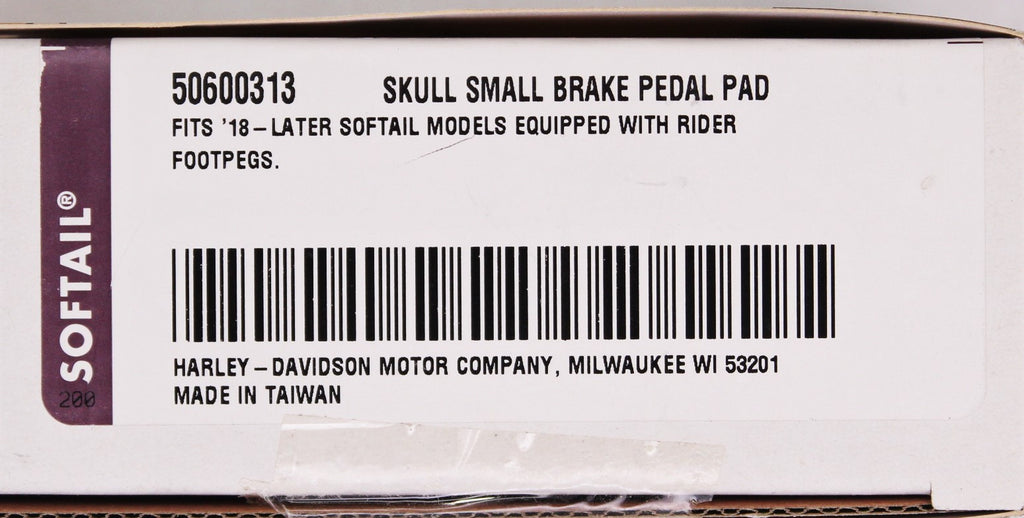 50600313 SKULL SMALL BRAKE PEDAL PAD
FITS '18-LATER SOFTAIL MODELS EQUIPPED WITH RIDER
FOOTPEGS.
SOFTAIL®
200
HARLEY-DAVIDSON MOTOR COMPANY, MILWAUKEE WI 53201
MADE IN TAIWAN